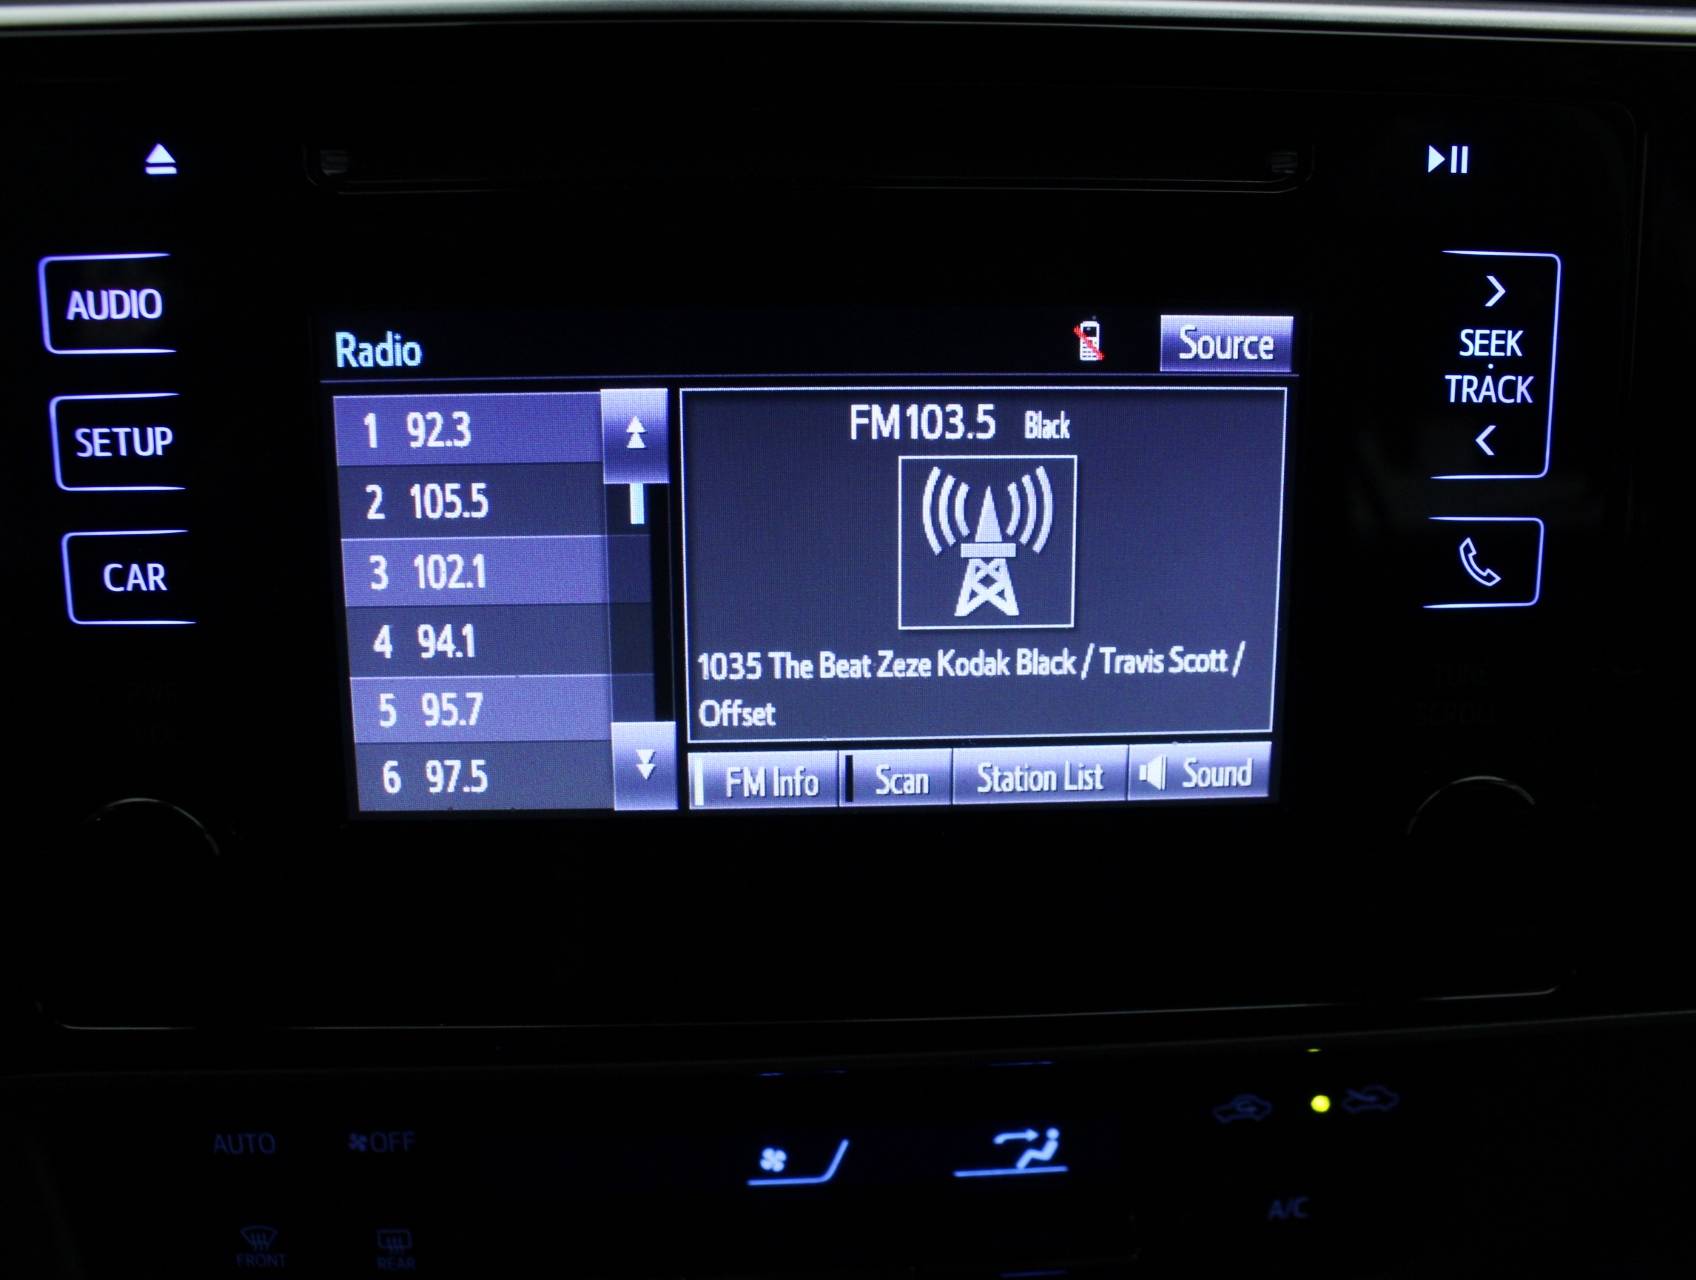 AUDIO
SETUP
CAR
Radio
Source
1 92.3
2 105.5
3 102.1
4 94.1
5 95.7
6 97.5
FM103.5 Black
1035 The Beat Zeze Kodak Black / Travis Scott /
Offset
FM Info
Scan
Station List
Sound
SEEK
TRACK
AUTO
OFF
A/C
FRONT
REAR